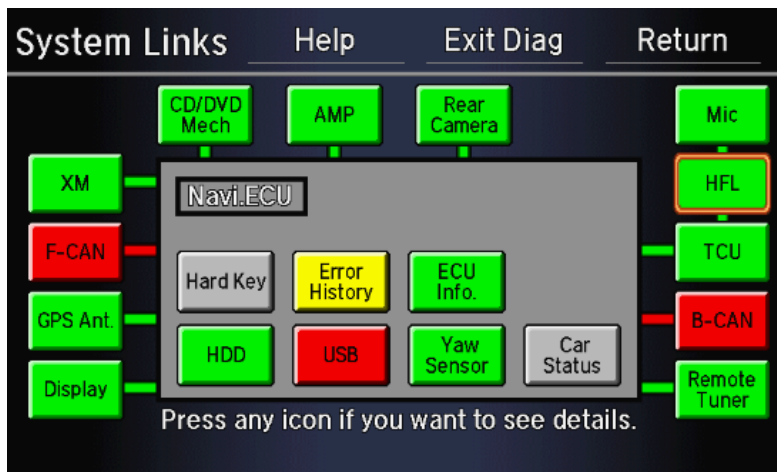 System Links Help Exit Diag Return
CD/DVD
Mech
AMP
Rear
Camera
Mic
XM
Navi.ECU
HFL
F-CAN
Hard Key
Error
History
ECU
Info.
TCU
GPS Ant.
HDD
USB
Yaw
Sensor
Car
Status
B-CAN
Display
Remote
Tuner
Press any icon if you want to see details.